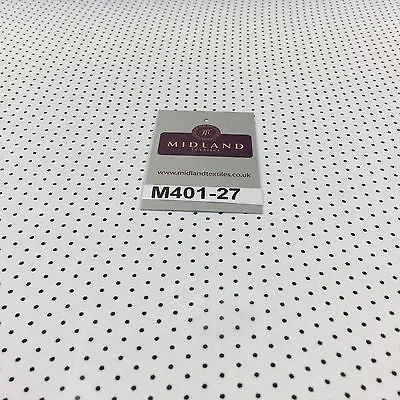 MIDLAND
TEXTILES
www.midlandtextiles.co.uk
M401-27